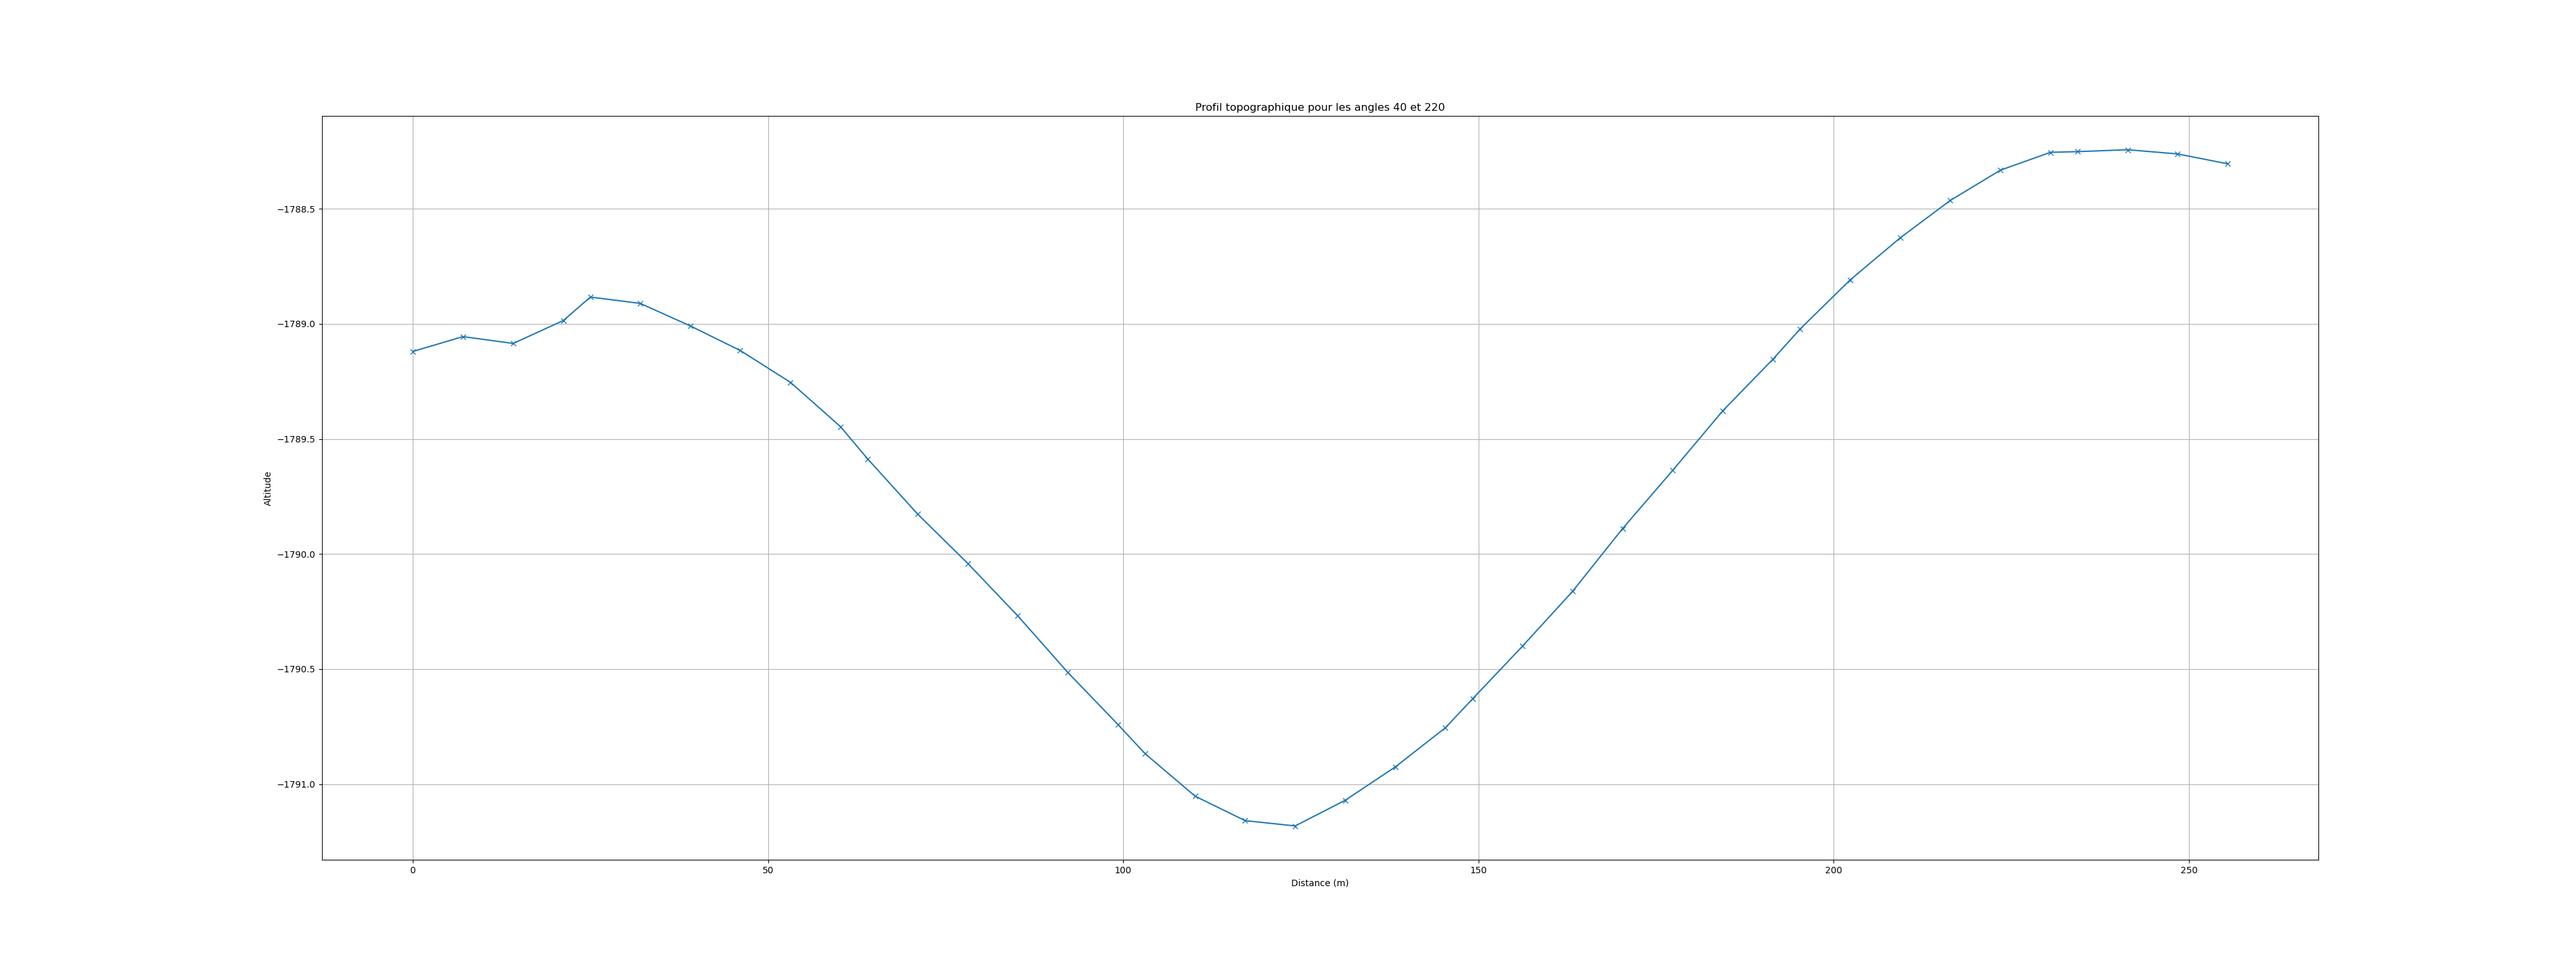 Profil topographique pour les angles 40 et 220
Altitude
−1788.5
−1789.0
−1789.5
−1790.0
−1790.5
−1791.0
0 50 100 150 200 250
Distance (m)